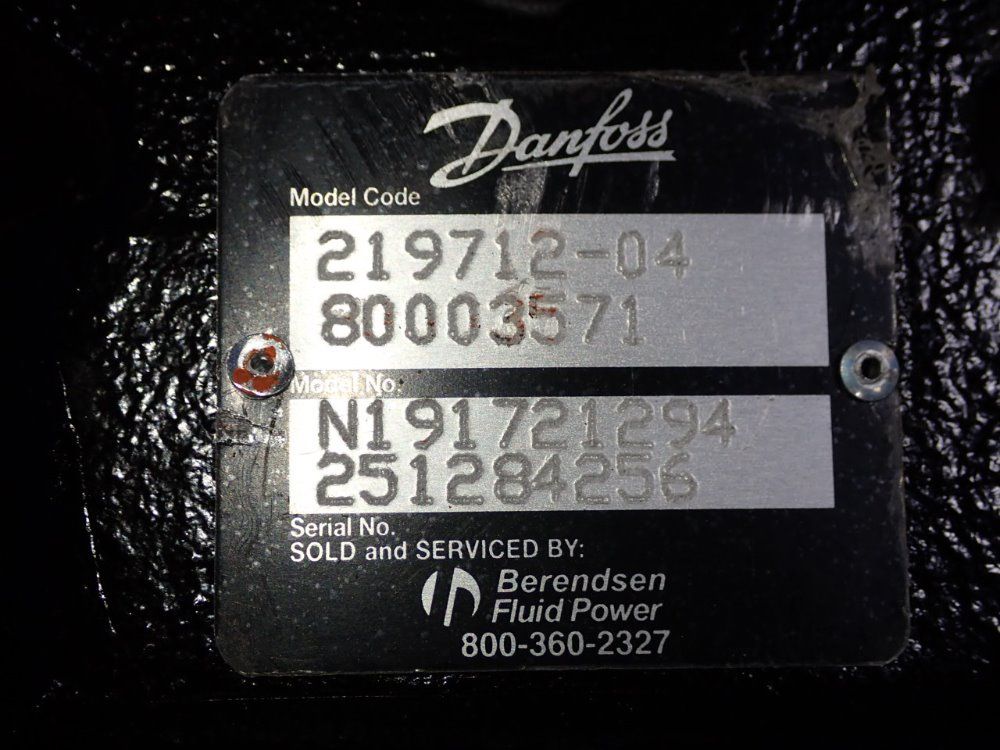 Danfoss
Model Code
219712-04
80003571
Model No.
N191721294
251284256
Serial No.
SOLD and SERVICED BY:
Berendsen
Fluid Power
800-360-2327